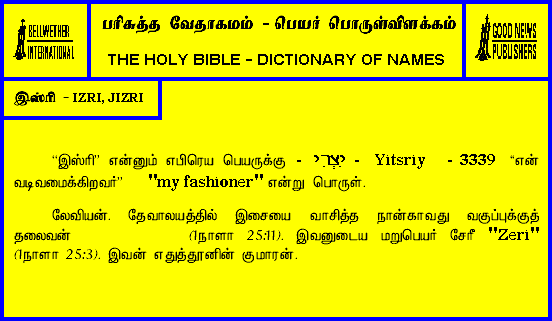 BELLWETHER
INTERNATIONAL
பரிசுத்த வேதாகமம் - பெயர் பொருள்விளக்கம்
THE HOLY BIBLE - DICTIONARY OF NAMES
GOOD NEWS
PUBLISHERS
இஸ்ரி - IZRI, JIZRI
“இஸ்ரி” என்னும் எபிரெய பெயருக்கு - יִצְרִי - Yitsriy - 3339 “என்
வடிவமைக்கிறவர்” "my fashioner" என்று பொருள்.
லேவியன். தேவாலயத்தில் இசையை வாசித்த நான்காவது வகுப்புக்குத்
தலைவன் (1நாளா 25:11). இவனுடைய மறுபெயர் சேரீ "Zeri"
(1நாளா 25:3). இவன் எதுத்தூனின் குமாரன்.